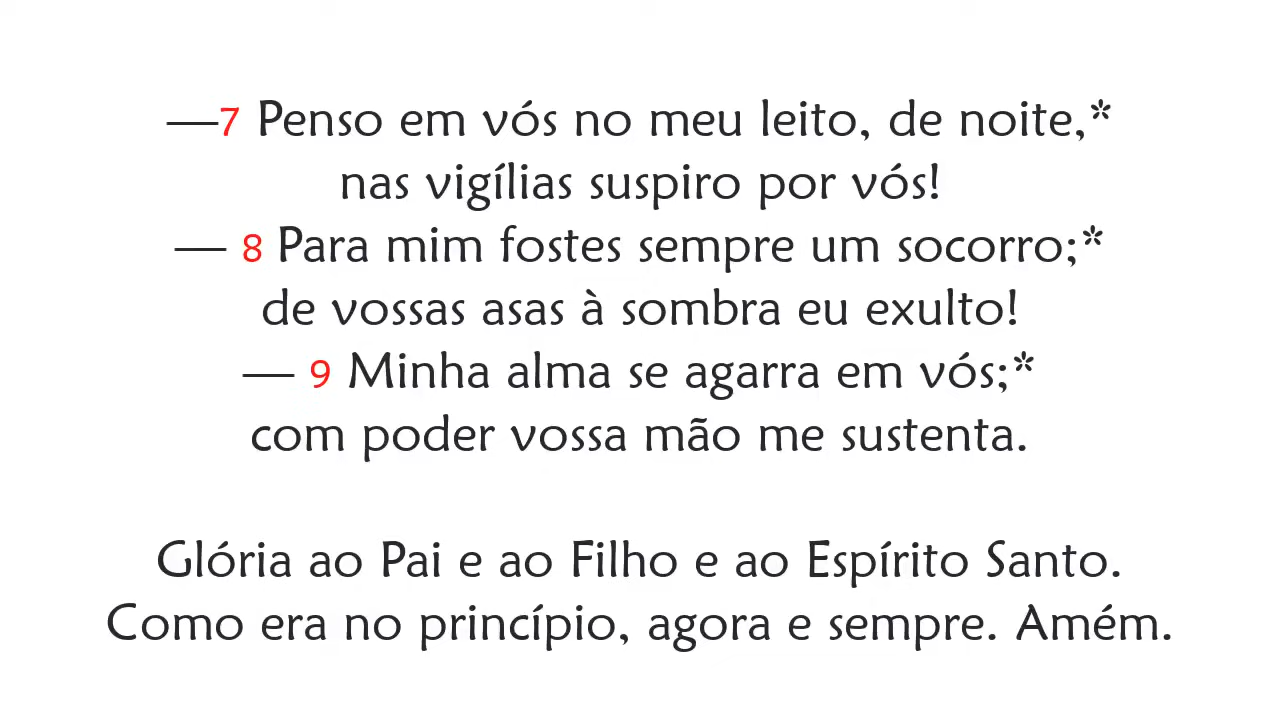 —7 Penso em vós no meu leito, de noite,*
nas vigílias suspiro por vós!
— 8 Para mim fostes sempre um socorro;*
de vossas asas à sombra eu exulto!
— 9 Minha alma se agarra em vós;*
com poder vossa mão me sustenta.
Glória ao Pai e ao Filho e ao Espírito Santo.
Como era no princípio, agora e sempre. Amém.